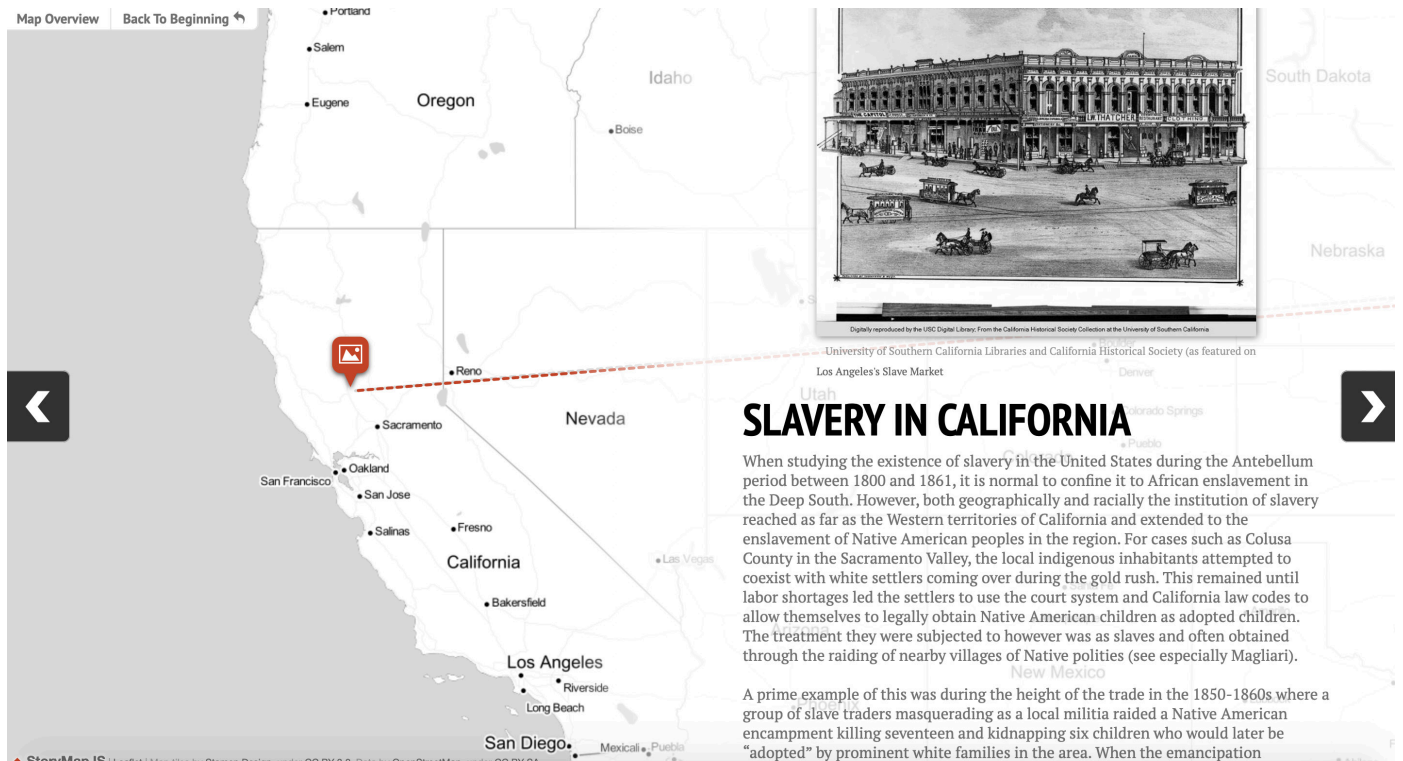 Map Overview
Back To Beginning
Portland
Salem
Eugene
Oregon
Idaho
Boise
South Dakota
Nebraska
THE CAPITOL
I.W. THATCHER
RESTAURANT
CLOTHING
Digitally reproduced by the USC Digital Library; From the California Historical Society Collection at the University of Southern California
University of Southern California Libraries and California Historical Society (as featured on
Los Angeles's Slave Market
Boulder
Denver
Utah
Colorado Springs
Pueblo
Colorado
Reno
Nevada
Sacramento
Oakland
San Francisco
San Jose
Salinas
Fresno
California
Las Vegas
Bakersfield
Los Angeles
Riverside
Long Beach
San Diego
Mexicali
Puebla
Arizona
Phoenix
New Mexico
Santa Fe
Amarillo
SLAVERY IN CALIFORNIA
When studying the existence of slavery in the United States during the Antebellum
period between 1800 and 1861, it is normal to confine it to African enslavement in
the Deep South. However, both geographically and racially the institution of slavery
reached as far as the Western territories of California and extended to the
enslavement of Native American peoples in the region. For cases such as Colusa
County in the Sacramento Valley, the local indigenous inhabitants attempted to
coexist with white settlers coming over during the gold rush. This remained until
labor shortages led the settlers to use the court system and California law codes to
allow themselves to legally obtain Native American children as adopted children.
The treatment they were subjected to however was as slaves and often obtained
through the raiding of nearby villages of Native polities (see especially Magliari).
A prime example of this was during the height of the trade in the 1850-1860s where a
group of slave traders masquerading as a local militia raided a Native American
encampment killing seventeen and kidnapping six children who would later be
“adopted” by prominent white families in the area. When the emancipation
StoryMapJS